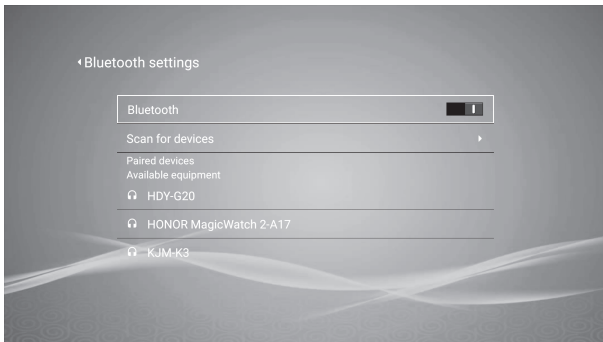 Bluetooth settings
Bluetooth
Scan for devices
Paired devices
Available equipment
HDY-G20
HONOR MagicWatch 2-A17
KJM-K3